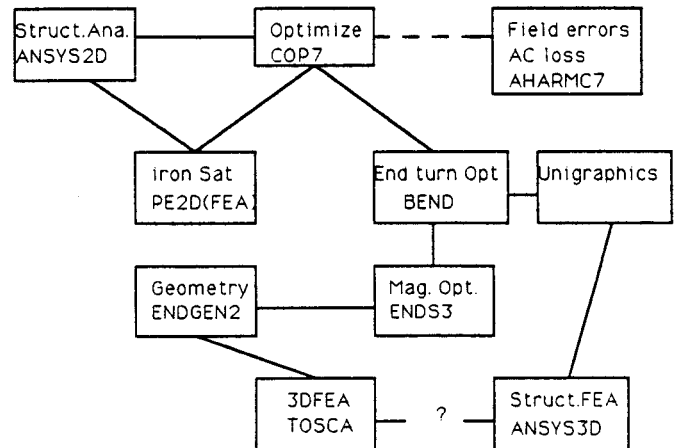 Struct.Ana.
ANSYS2D
Optimize
COP7
Field errors
AC loss
AHARMC7
iron Sat
PE2D(FEA)
End turn Opt
BEND
Unigraphics
Geometry
ENDGEN2
Mag. Opt.
ENDS3
3DFEA
TOSCA
?
Struct.FEA
ANSYS3D